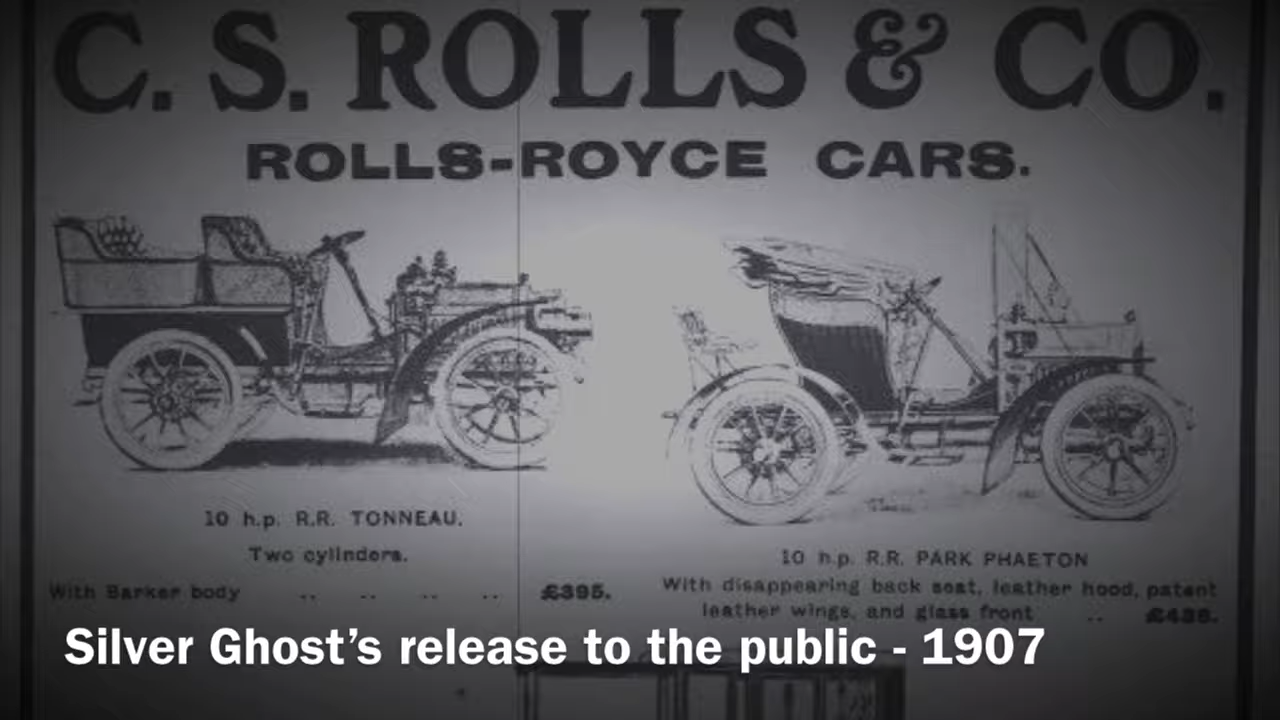 C. S. ROLLS & CO.
ROLLS-ROYCE CARS.
10 h.p. R.R. TONNEAU.
Two cylinders.
With Barker body .. .. .. .. £395.
10 h.p. R.R. PARK PHAETON
With disappearing back seat, leather hood, patent
leather wings, and glass front ..
Silver Ghost’s release to the public - 1907